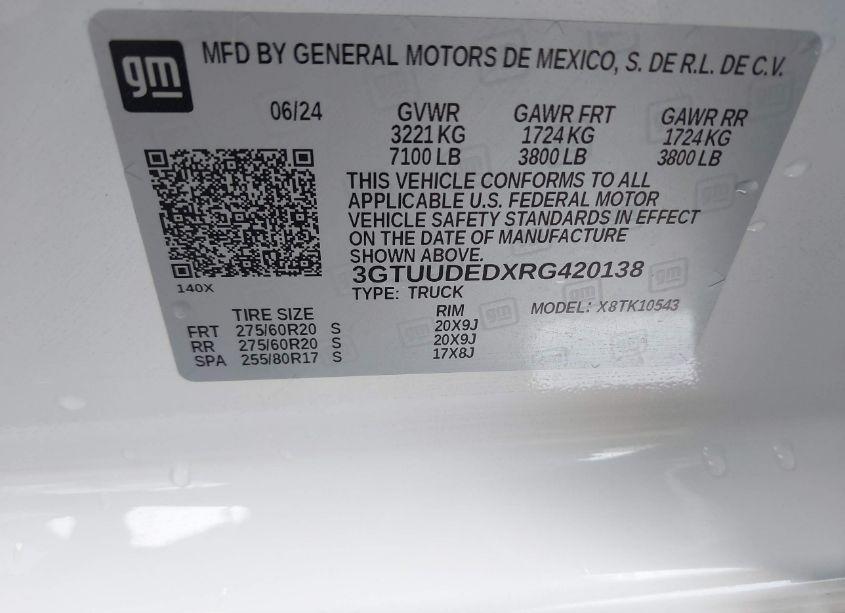 gm
MFD BY GENERAL MOTORS DE MEXICO, S. DE R.L. DE C.V.
06/24 GVWR GAWR FRT GAWR RR
3221 KG 1724 KG 1724 KG
7100 LB 3800 LB 3800 LB
THIS VEHICLE CONFORMS TO ALL
APPLICABLE U.S. FEDERAL MOTOR
VEHICLE SAFETY STANDARDS IN EFFECT
ON THE DATE OF MANUFACTURE
SHOWN ABOVE.
3GTUUDEDXRG420138
140X
TYPE: TRUCK
MODEL: X8TK10543
TIRE SIZE RIM
FRT 275/60R20 S 20X9J
RR 275/60R20 S 20X9J
SPA 255/80R17 S 17X8J